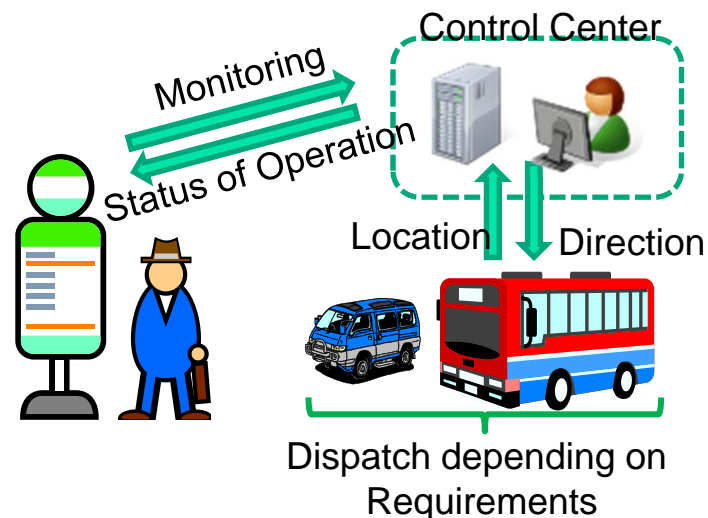 Control Center
Monitoring
Status of Operation
Location
Direction
Dispatch depending on
Requirements